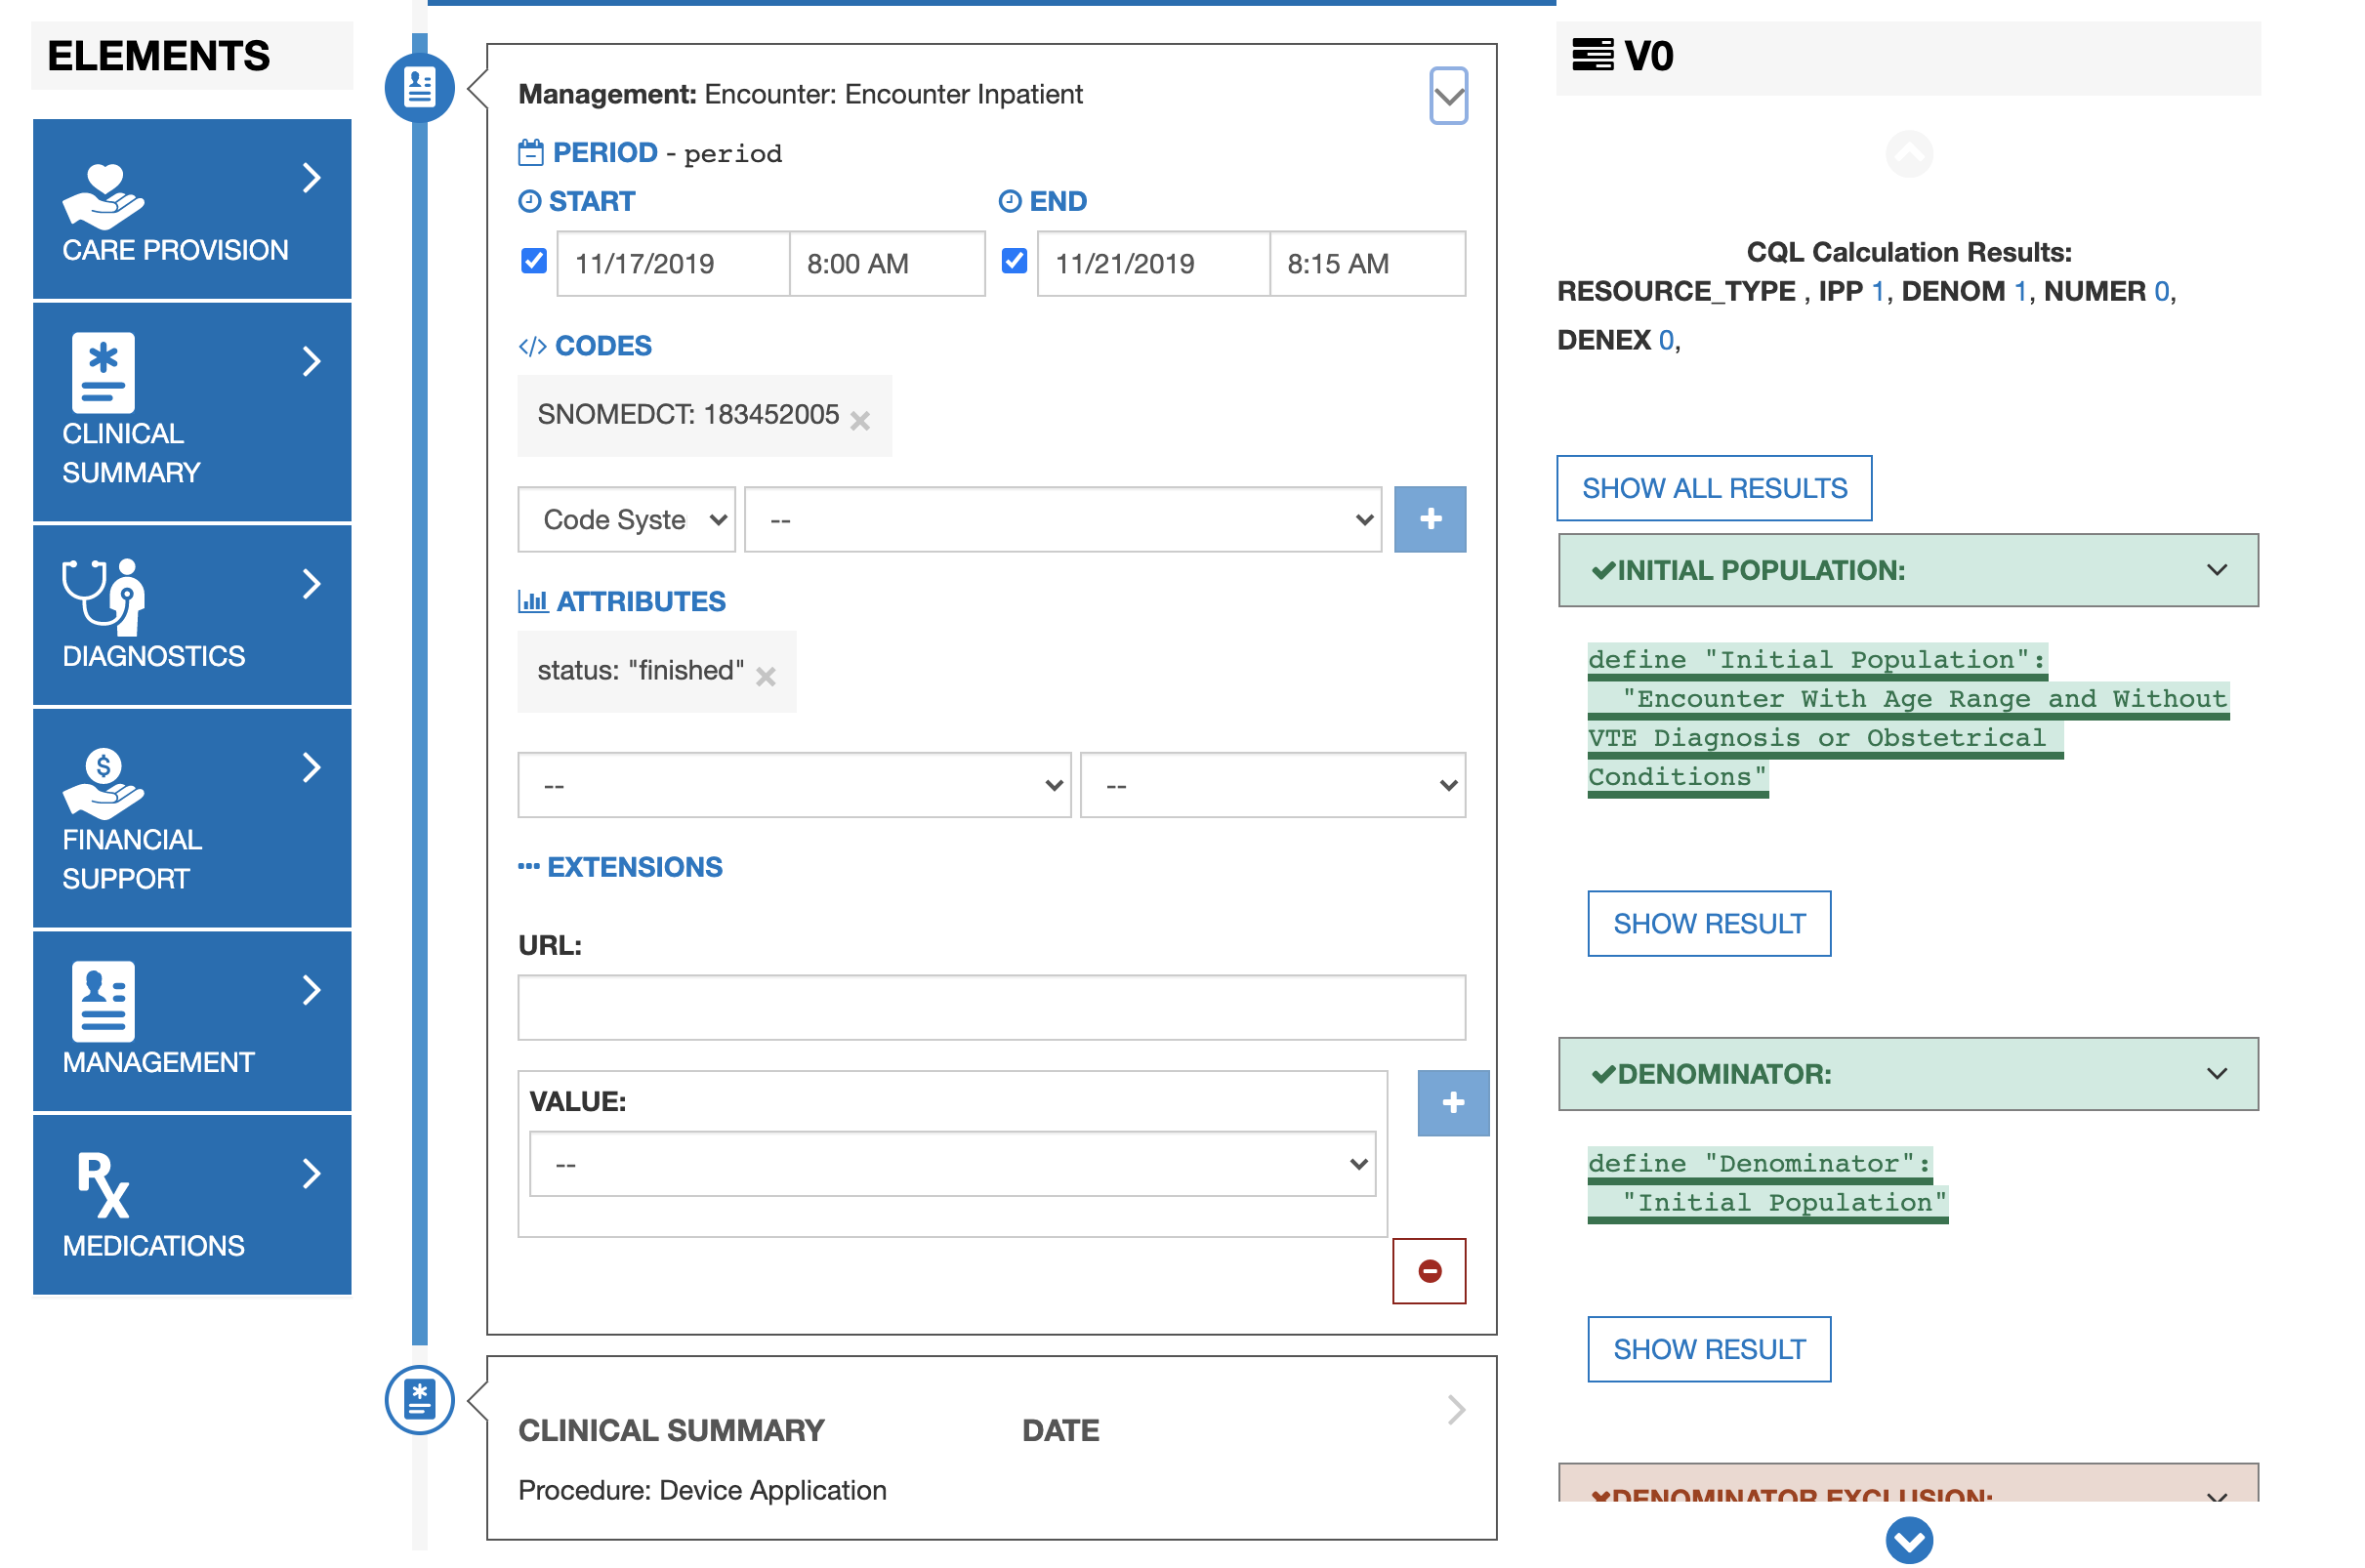 ELEMENTS
CARE PROVISION
CLINICAL
SUMMARY
DIAGNOSTICS
$
FINANCIAL
SUPPORT
MANAGEMENT
Rx
MEDICATIONS
Management: Encounter: Encounter Inpatient
PERIOD - period
START
END
11/17/2019 8:00 AM
11/21/2019 8:15 AM
</> CODES
SNOMEDCT: 183452005 ×
Code Syste
--
+
ATTRIBUTES
status: "finished" ×
--
--
EXTENSIONS
URL:
VALUE:
--
+
CLINICAL SUMMARY DATE
Procedure: Device Application
V0
CQL Calculation Results:
RESOURCE_TYPE , IPP 1, DENOM 1, NUMER 0,
DENEX 0,
SHOW ALL RESULTS
✔INITIAL POPULATION:
define "Initial Population":
"Encounter With Age Range and Without
VTE Diagnosis or Obstetrical
Conditions"
SHOW RESULT
✔DENOMINATOR:
define "Denominator":
"Initial Population"
SHOW RESULT
✖DENOMINATOR EXCLUSION: